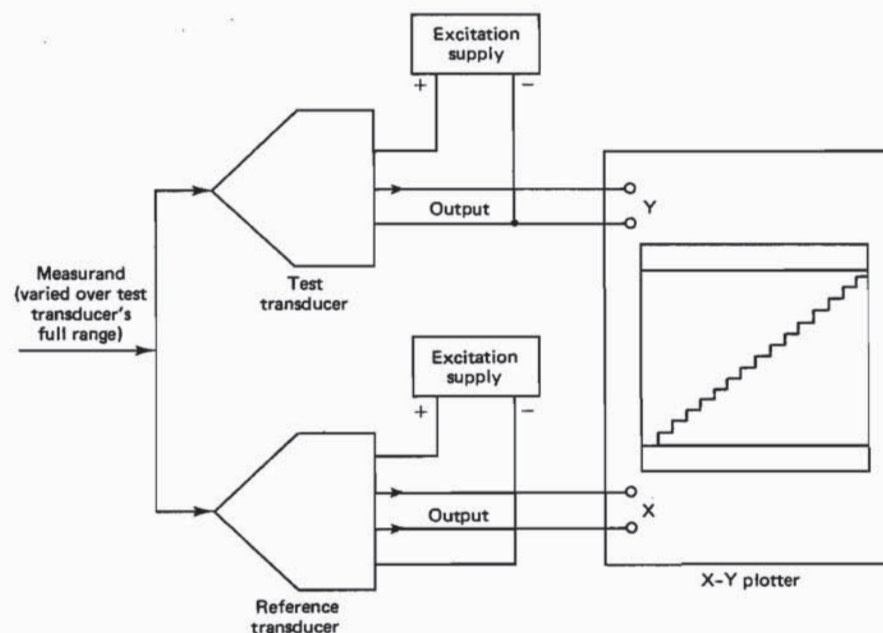 Excitation
supply
+ −
Output
Y
Test
transducer
Measurand
(varied over test
transducer's
full range)
Excitation
supply
+ −
Output
X
Reference
transducer
X-Y plotter